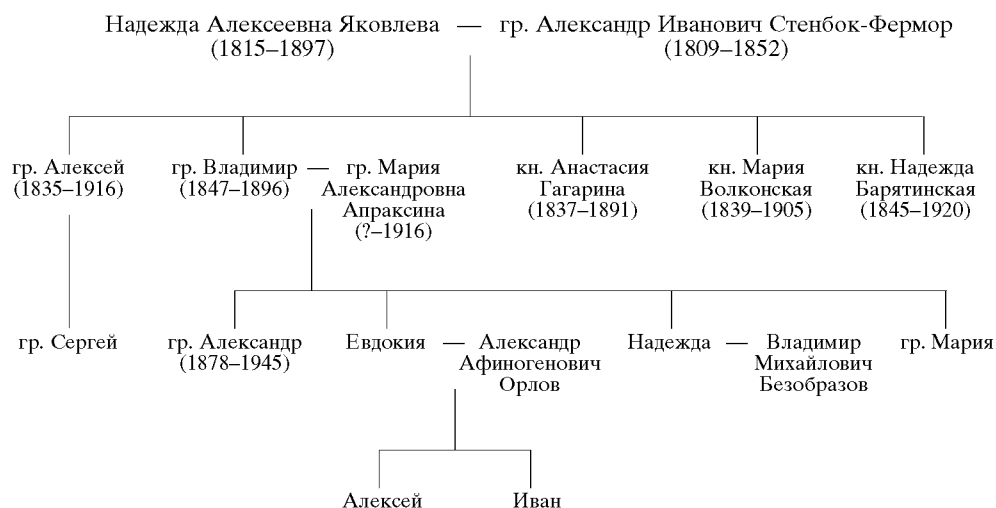 Надежда Алексеевна Яковлева — гр. Александр Иванович Стенбок-Фермор
(1815–1897) (1809–1852)
гр. Алексей гр. Владимир — гр. Мария кн. Анастасия кн. Мария кн. Надежда
(1835–1916) (1847–1896) Александровна Гагарина Волконская Барятинская
Апраксина (1837–1891) (1839–1905) (1845–1920)
(?–1916)
гр. Сергей гр. Александр Евдокия — Александр Надежда — Владимир гр. Мария
(1878–1945) Афиногенович Михайлович
Орлов Безобразов
Алексей Иван